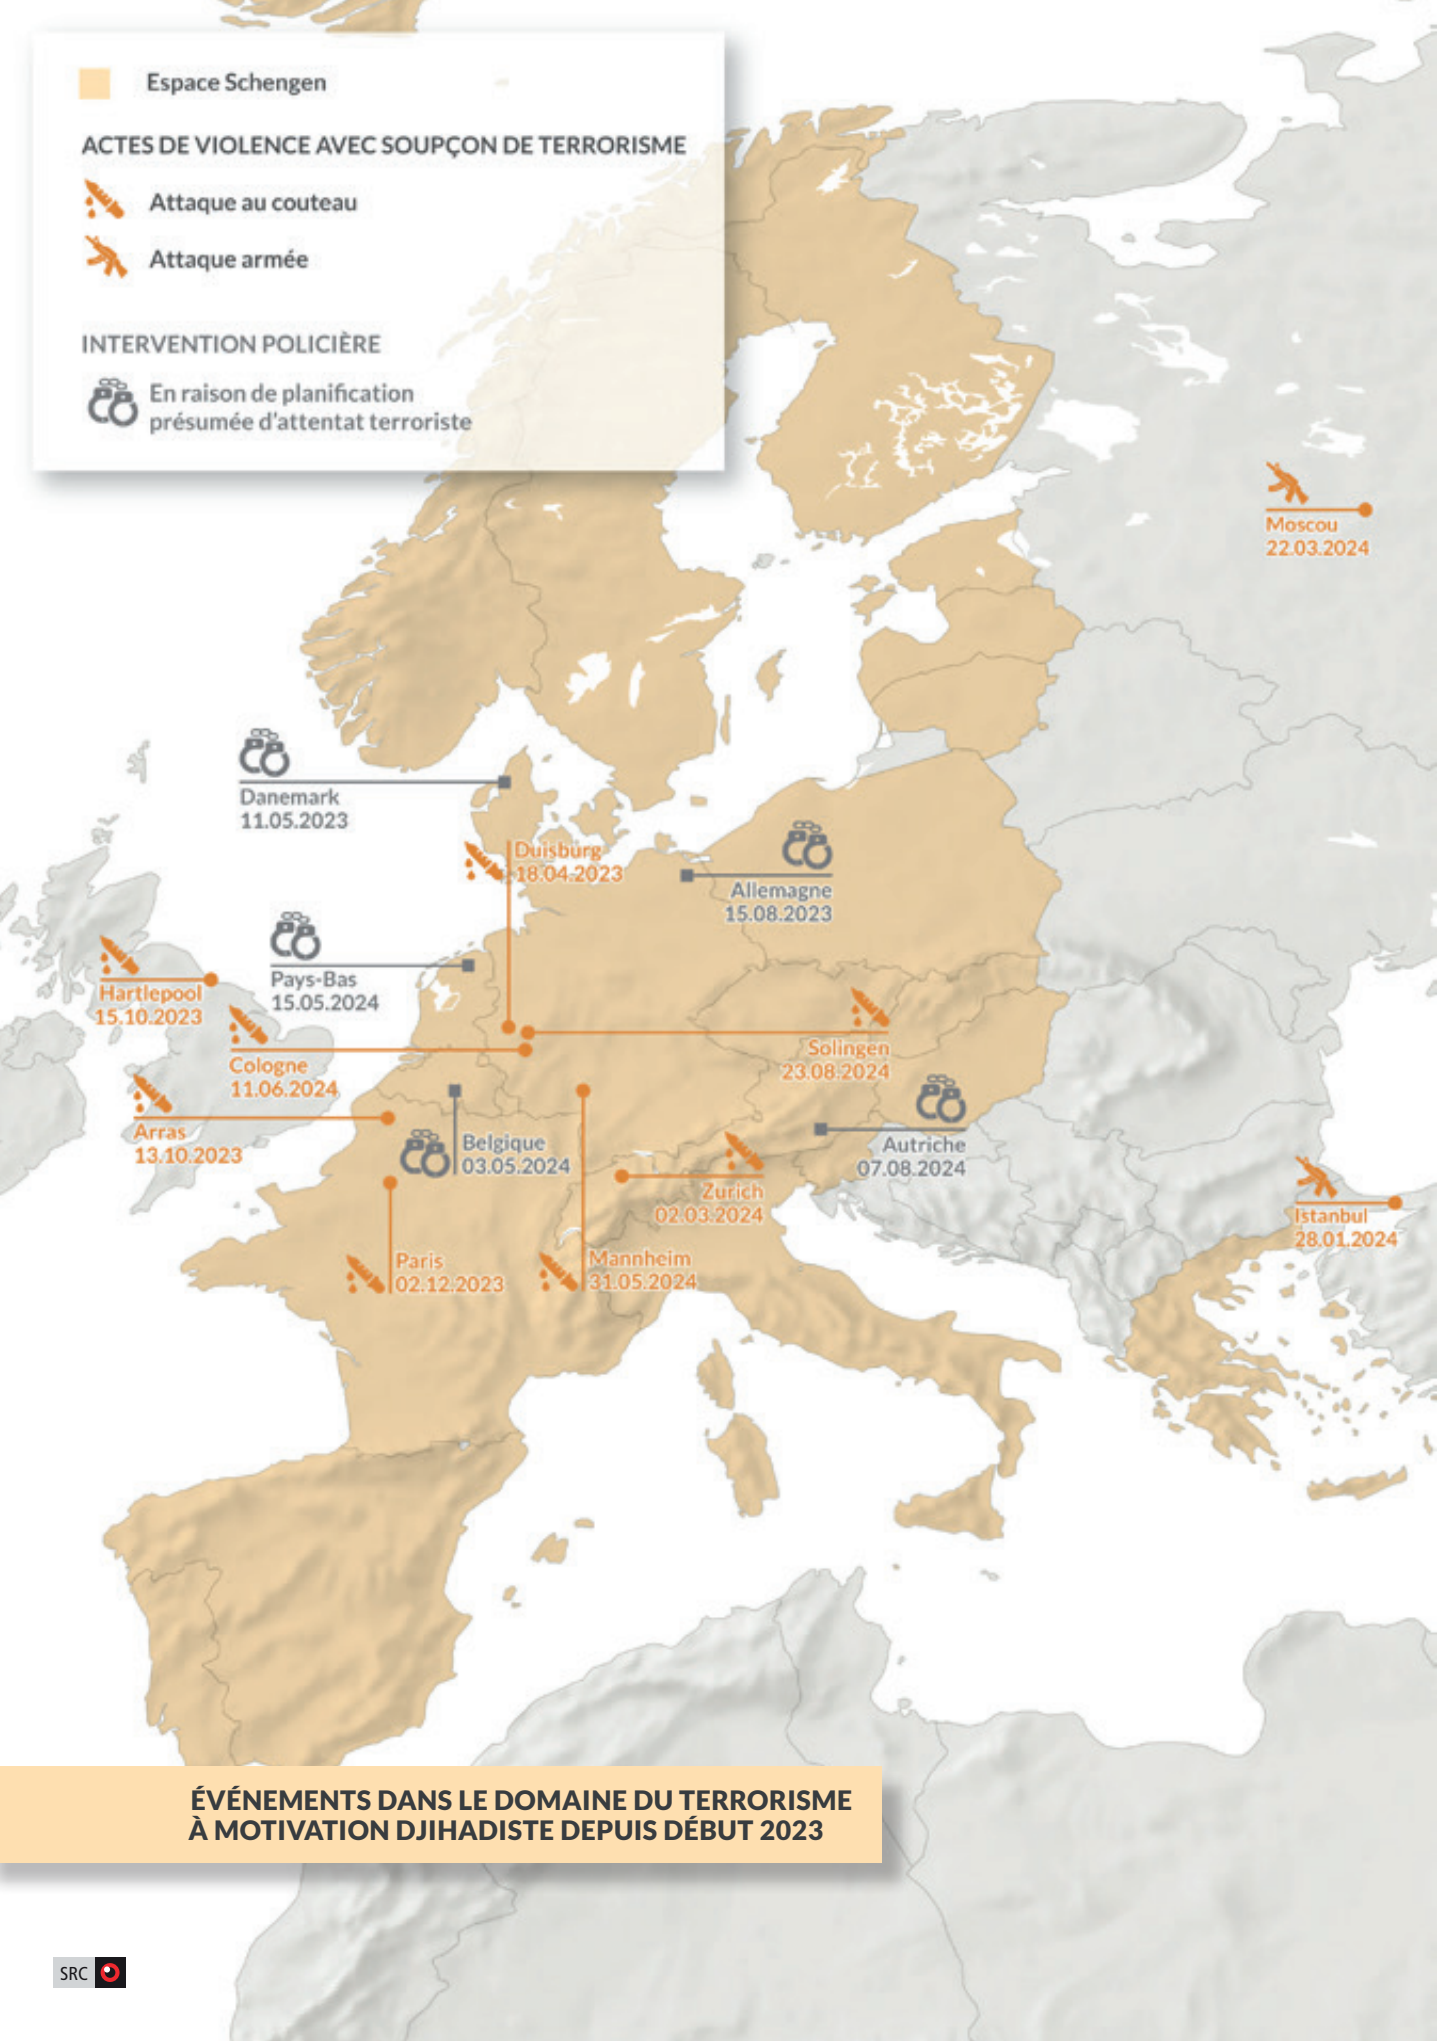 Espace Schengen
ACTES DE VIOLENCE AVEC SOUPÇON DE TERRORISME
Attaque au couteau
Attaque armée
INTERVENTION POLICIÈRE
En raison de planification
présumée d'attentat terroriste
Moscou
22.03.2024
Danemark
11.05.2023
Duisburg
18.04.2023
Allemagne
15.08.2023
Pays-Bas
15.05.2024
Hartlepool
15.10.2023
Solingen
23.08.2024
Cologne
11.06.2024
Arras
13.10.2023
Belgique
03.05.2024
Autriche
07.08.2024
Zurich
02.03.2024
Istanbul
28.01.2024
Paris
02.12.2023
Mannheim
31.05.2024
ÉVÉNEMENTS DANS LE DOMAINE DU TERRORISME
À MOTIVATION DJIHADISTE DEPUIS DÉBUT 2023
SRC